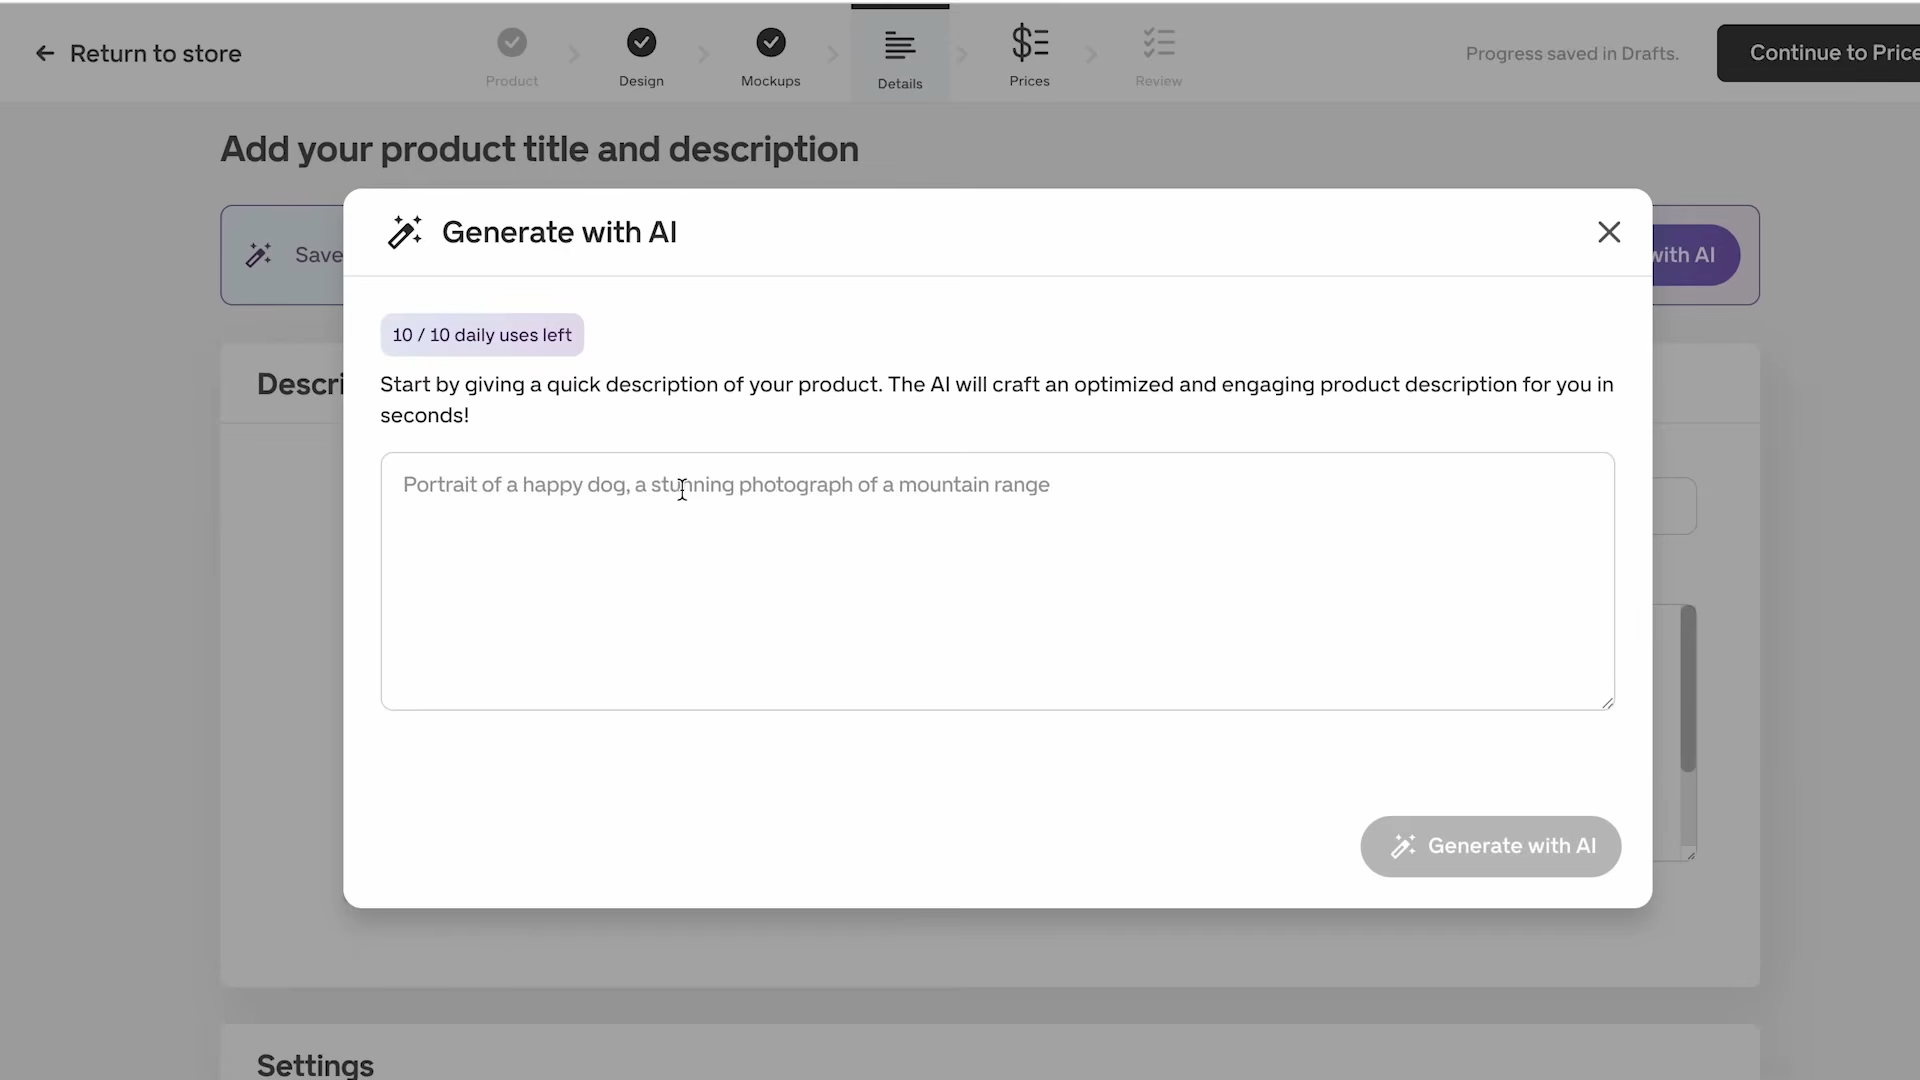 Return to store
Product
Design
Mockups
Details
Prices
Review
Progress saved in Drafts.
Continue to Price
Add your product title and description
Save
with AI
Generate with AI
10 / 10 daily uses left
Descri
Start by giving a quick description of your product. The AI will craft an optimized and engaging product description for you in
seconds!
Portrait of a happy dog, a stunning photograph of a mountain range
Generate with AI
Settings